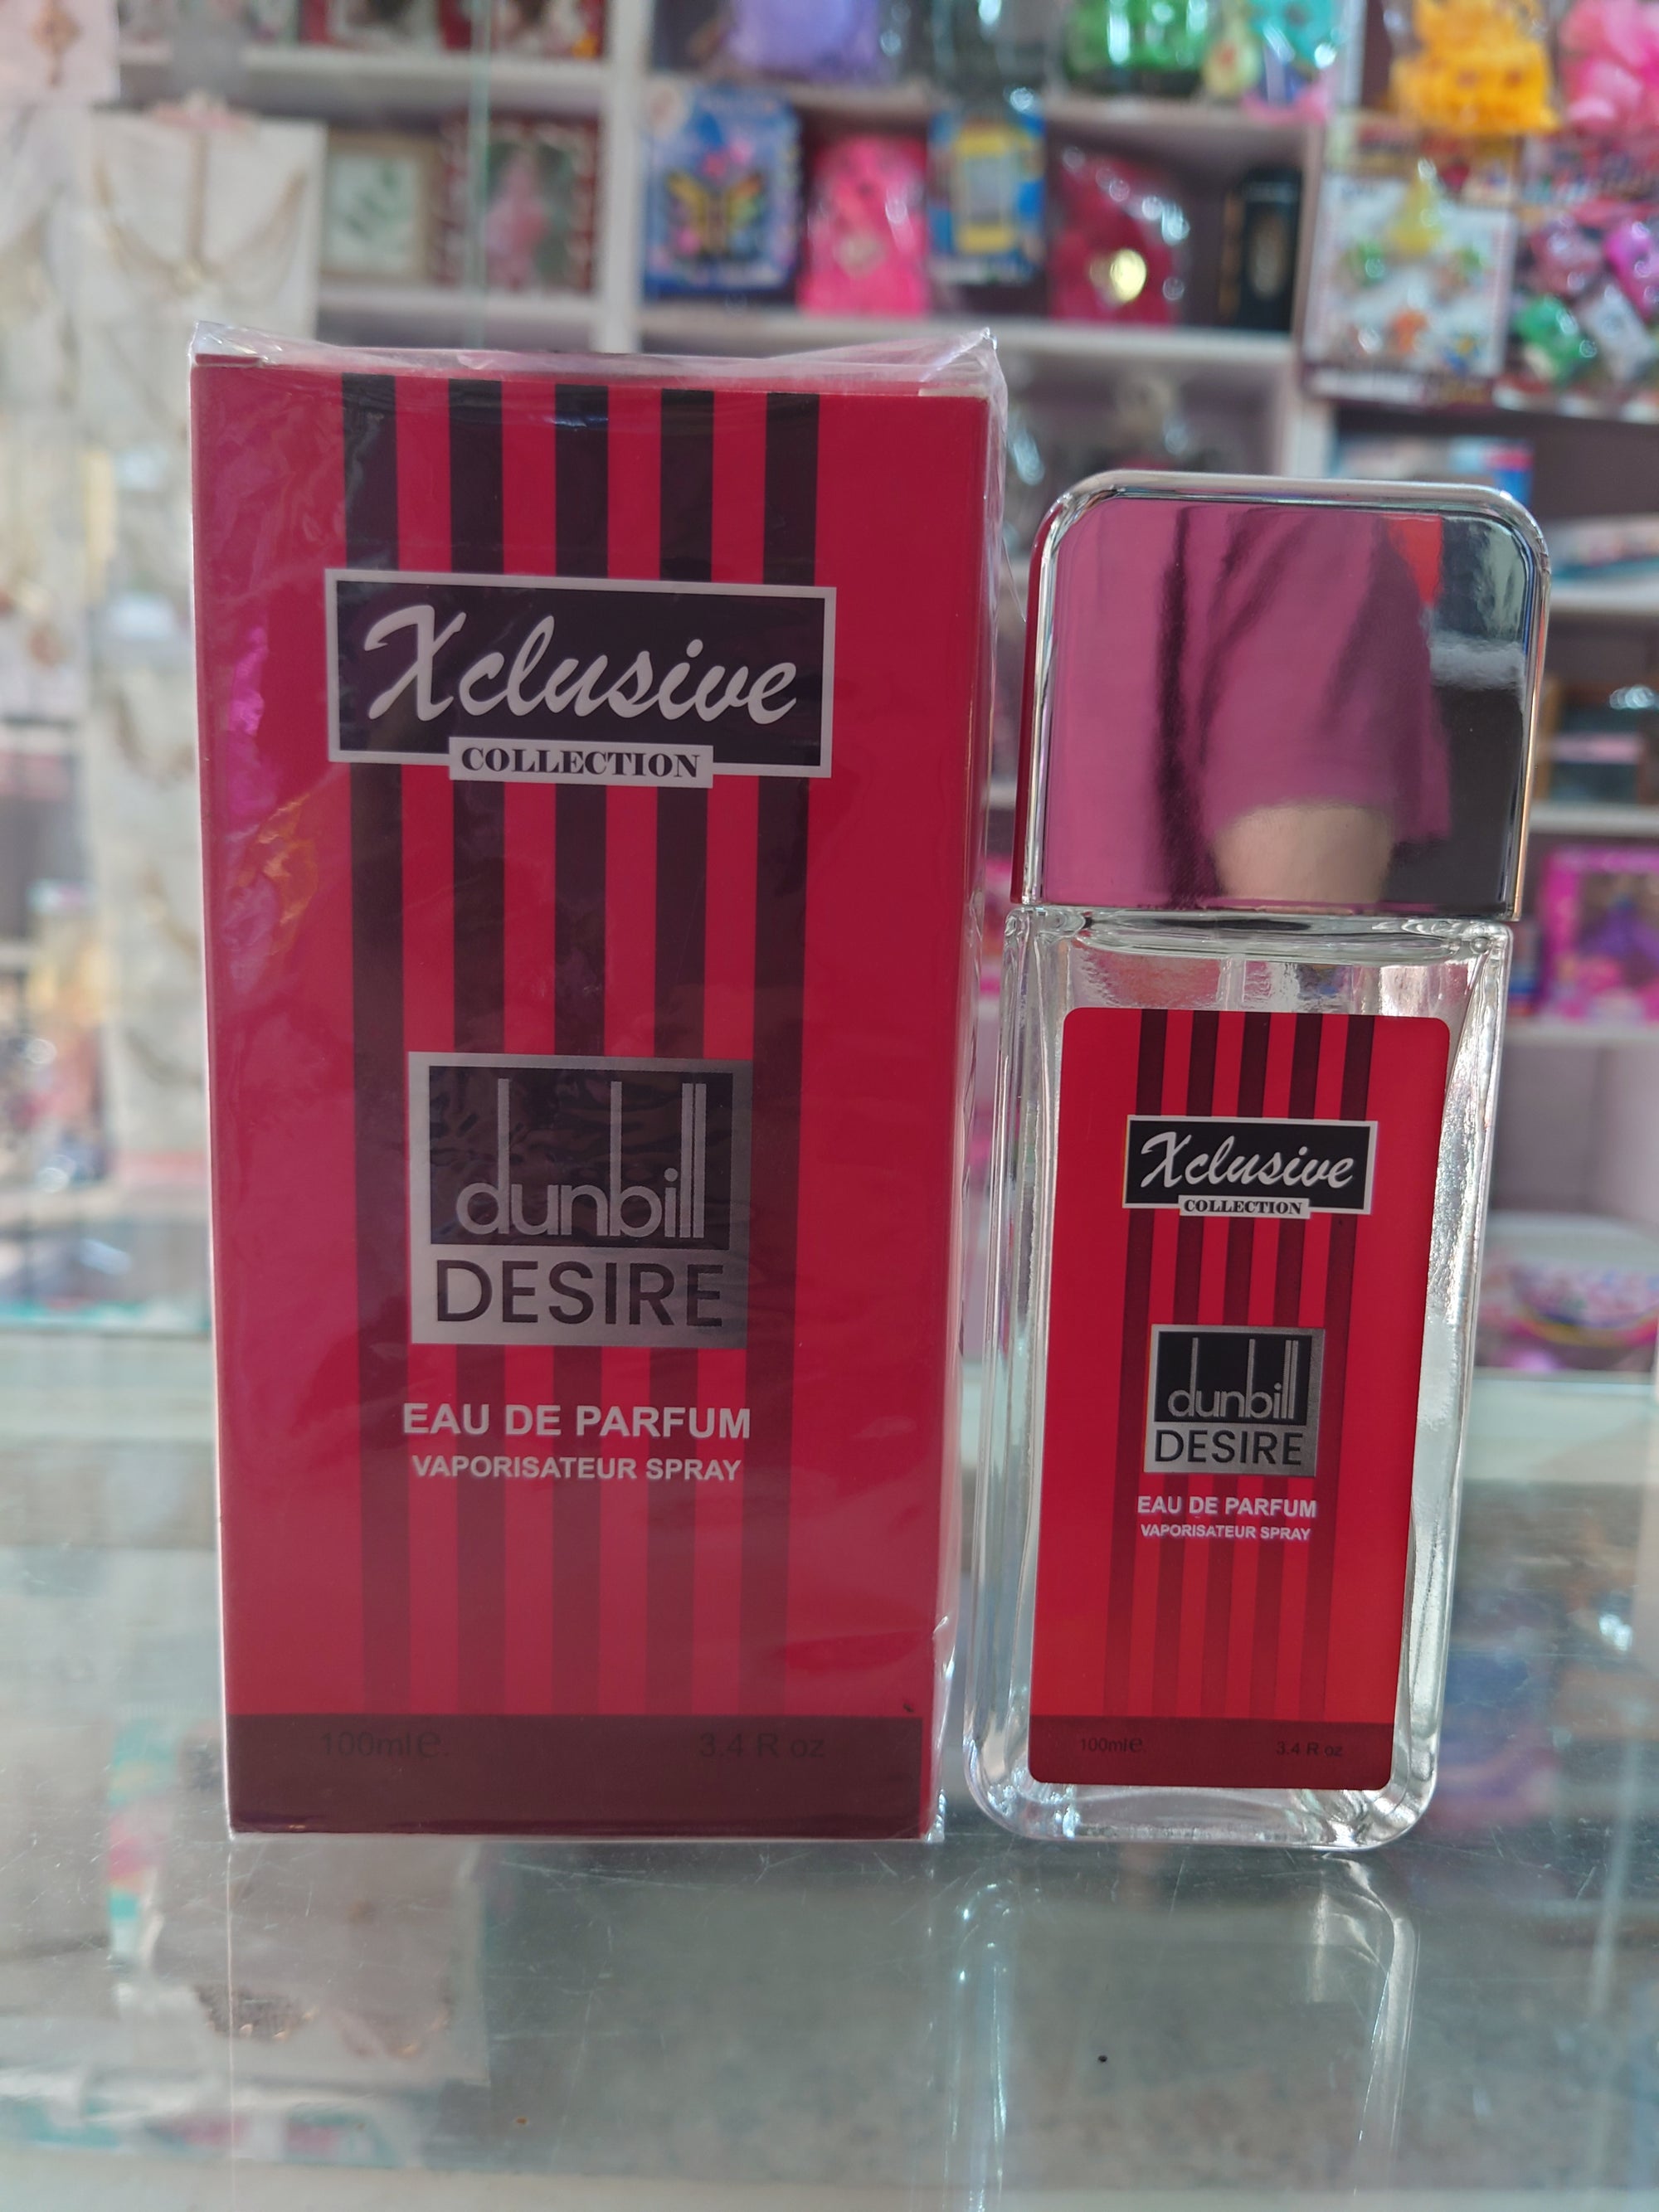 Xclusive
COLLECTION
dunbill
DESIRE
EAU DE PARFUM
VAPORISATEUR SPRAY
100ml℮.
3.4 R oz
Xclusive
COLLECTION
dunbill
DESIRE
EAU DE PARFUM
VAPORISATEUR SPRAY
100ml℮.
3.4 R oz